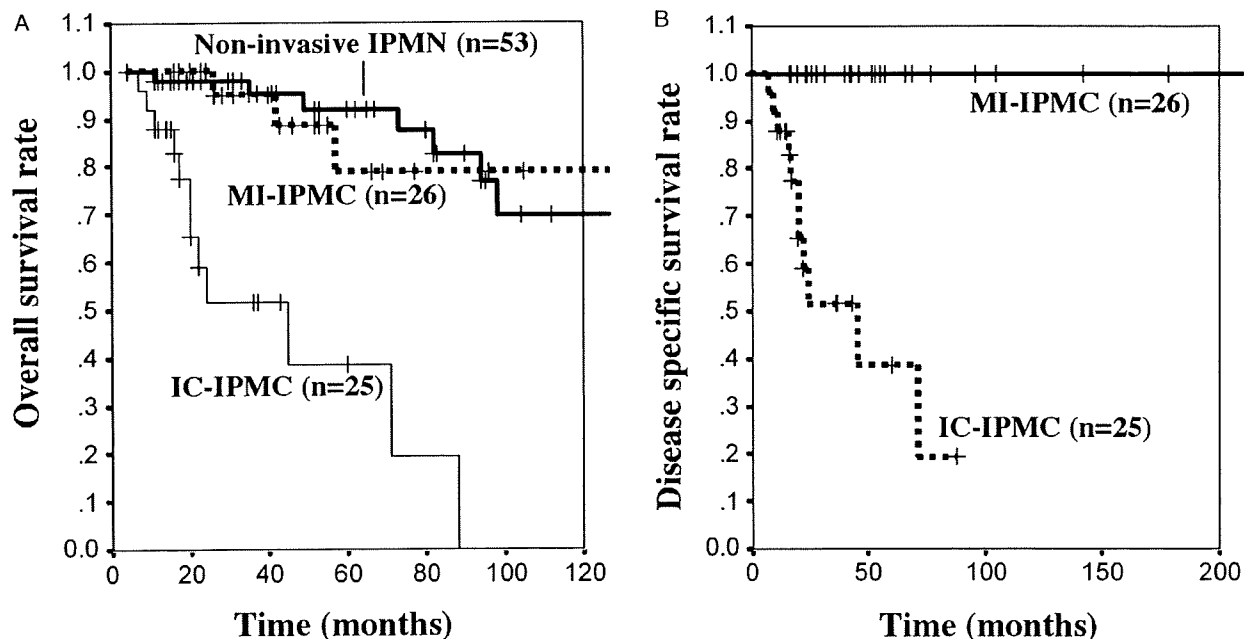 A
Overall survival rate
1.1
1.0
.9
.8
.7
.6
.5
.4
.3
.2
.1
0.0
Non-invasive IPMN (n=53)
MI-IPMC (n=26)
IC-IPMC (n=25)
0 20 40 60 80 100 120
Time (months)
B
Disease specific survival rate
1.1
1.0
.9
.8
.7
.6
.5
.4
.3
.2
.1
0.0
MI-IPMC (n=26)
IC-IPMC (n=25)
0 50 100 150 200
Time (months)